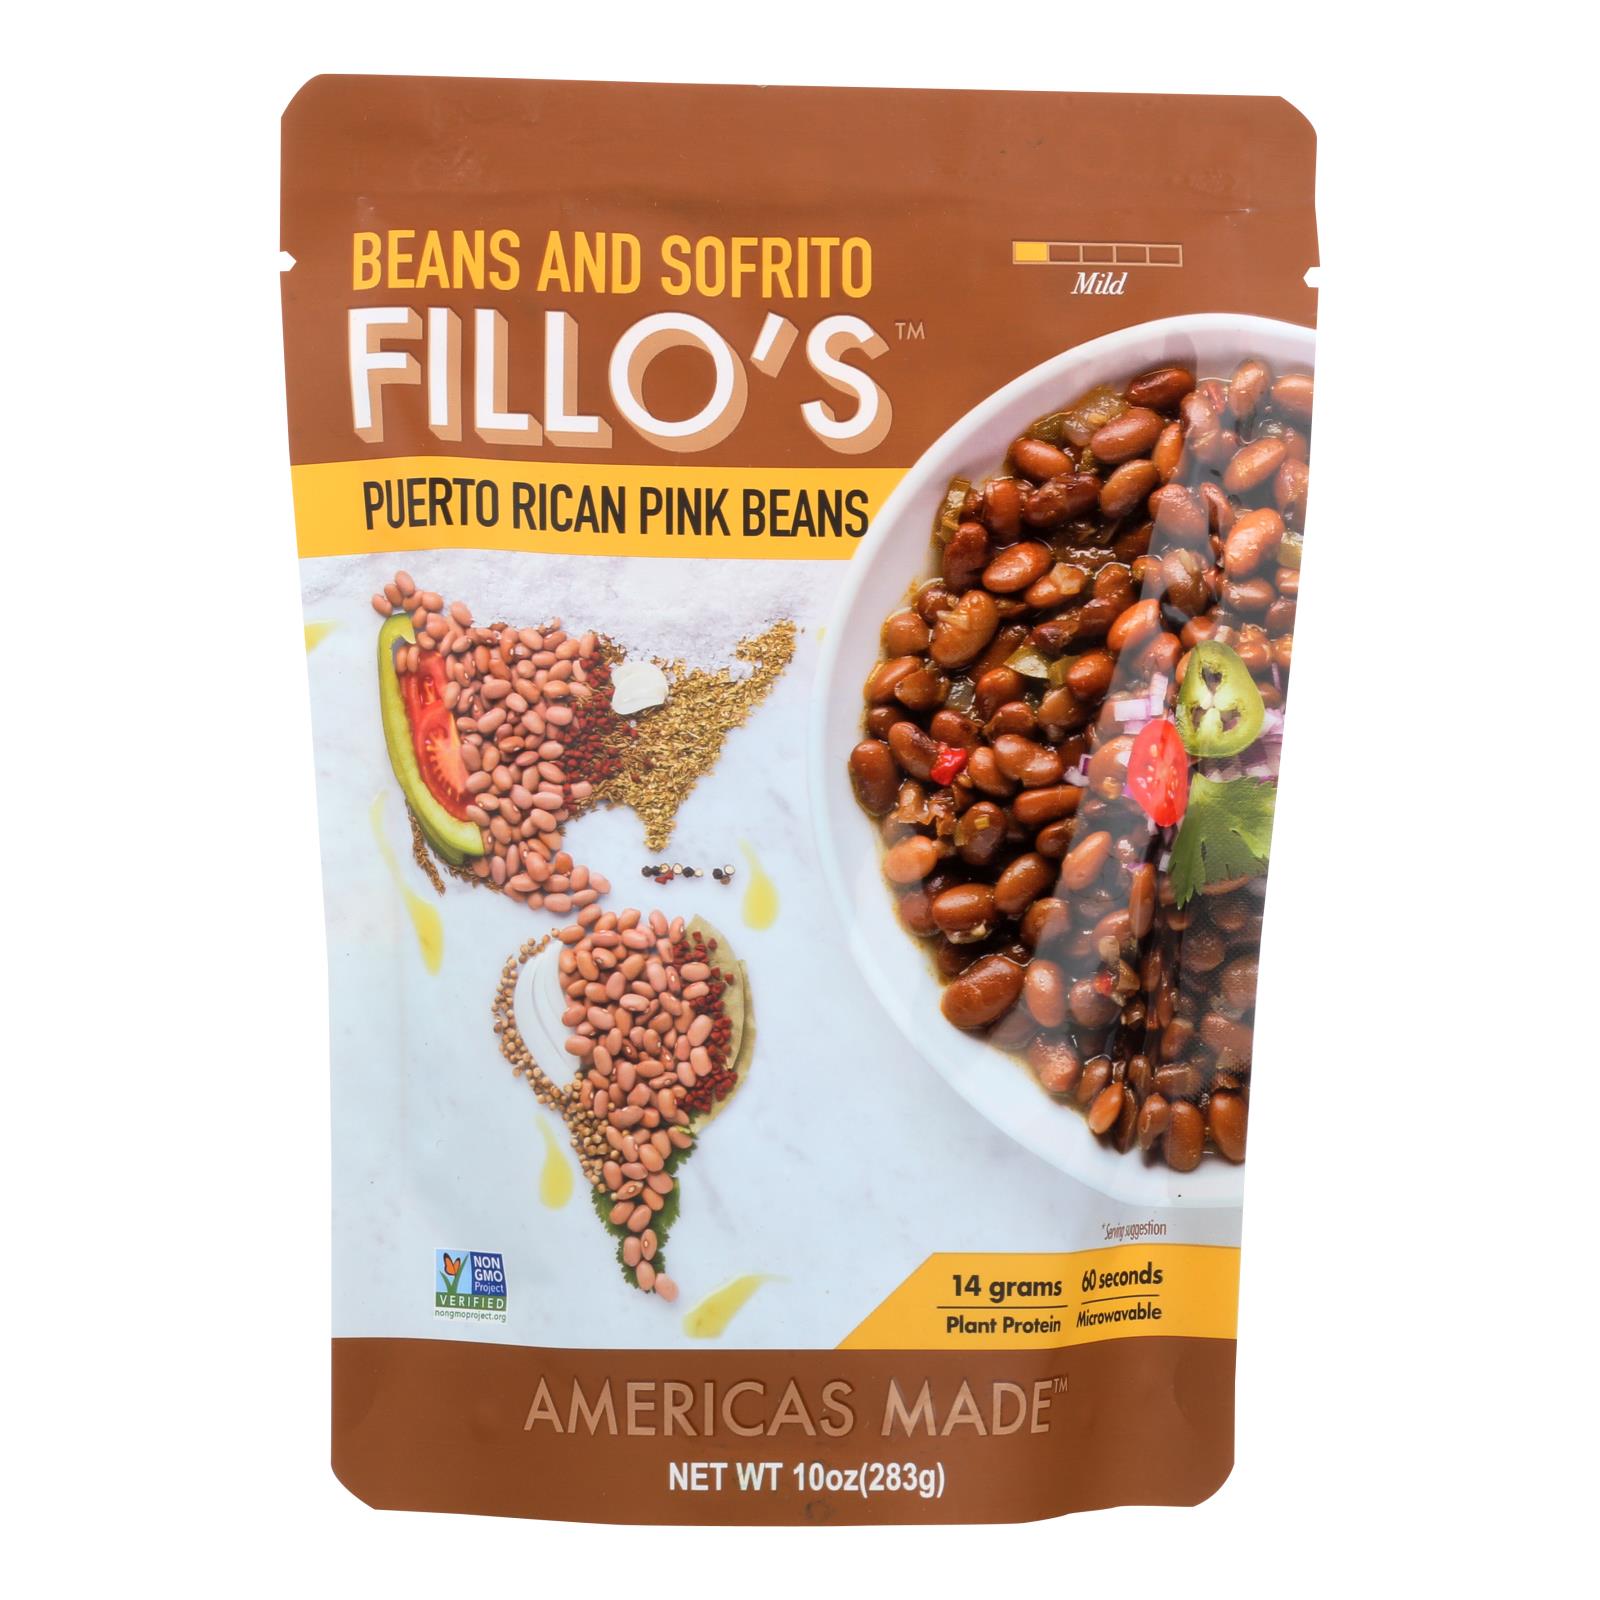 BEANS AND SOFRITO
Mild
FILLO'S™
PUERTO RICAN PINK BEANS
*Serving suggestion
NON
GMO
Project
VERIFIED
nongmoproject.org
14 grams
Plant Protein
60 seconds
Microwavable
AMERICAS MADE™
NET WT 10oz(283g)